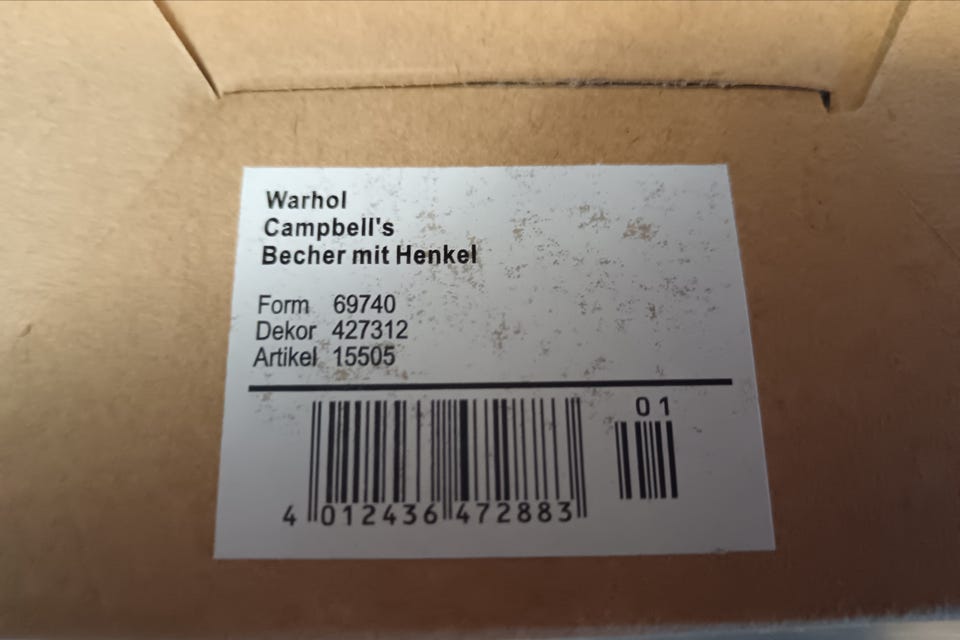 Warhol
Campbell's
Becher mit Henkel
Form 69740
Dekor 427312
Artikel 15505
01
4 012436 472883